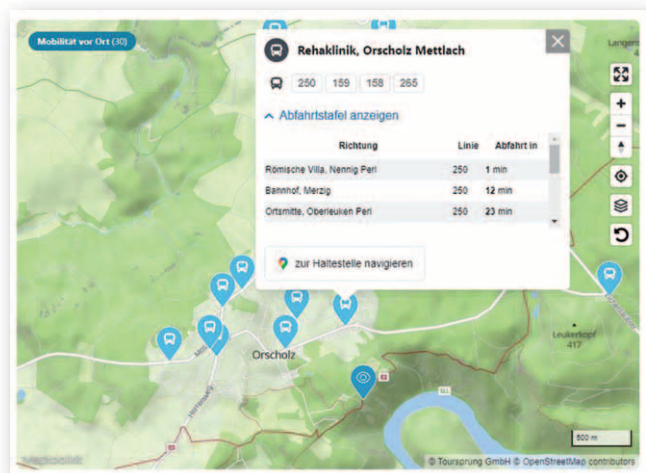 Mobilität vor Ort (30)
Rehaklinik, Orscholz Mettlach
250 159 158 265
Abfahrtstafel anzeigen
Richtung Linie Abfahrt in
Römische Villa, Nennig Perl 250 1 min
Bahnhof, Merzig 250 12 min
Ortsmitte, Oberleuken Perl 250 23 min
zur Haltestelle navigieren
Orscholz
Leukerkopf
417
500 m
© Toursprung GmbH © OpenStreetMap contributors